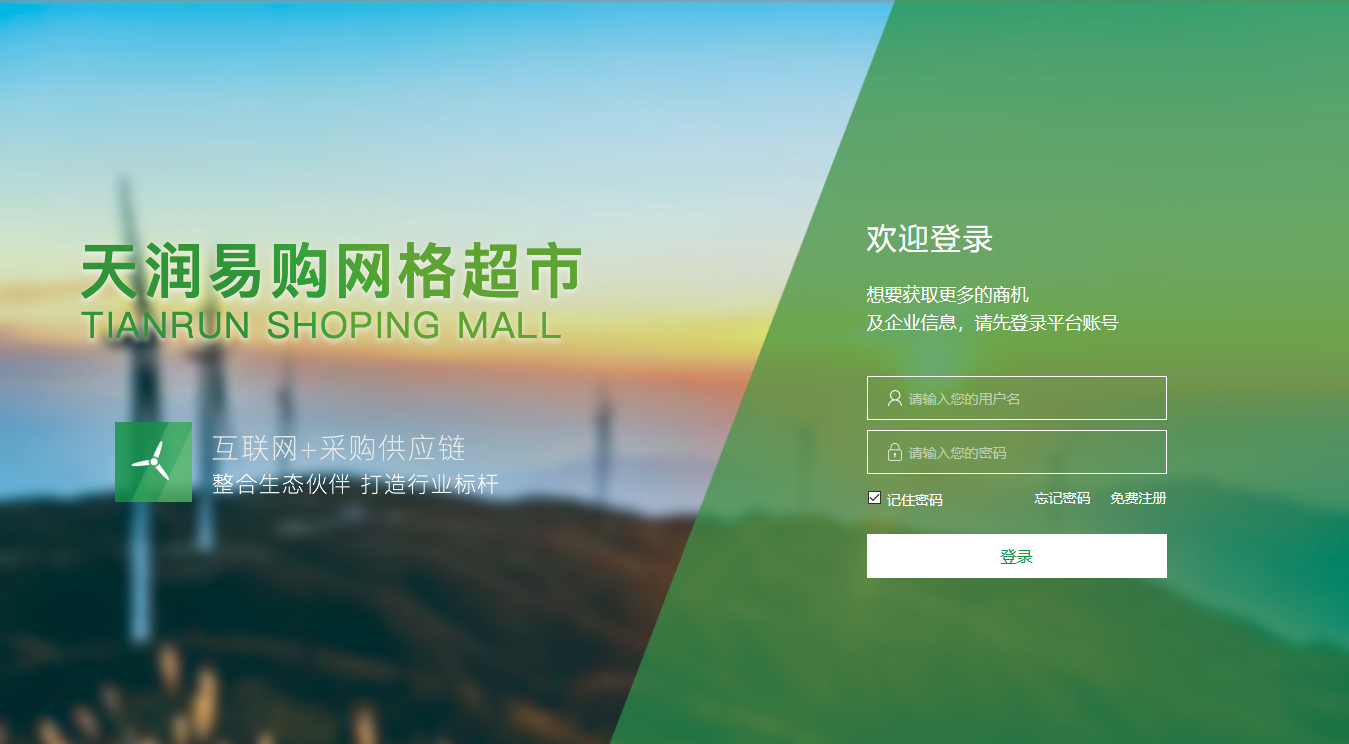 天润易购网格超市
TIANRUN SHOPING MALL
互联网+采购供应链
整合生态伙伴 打造行业标杆
欢迎登录
想要获取更多的商机
及企业信息，请先登录平台账号
请输入您的用户名
请输入您的密码
记住密码 忘记密码 免费注册
登录